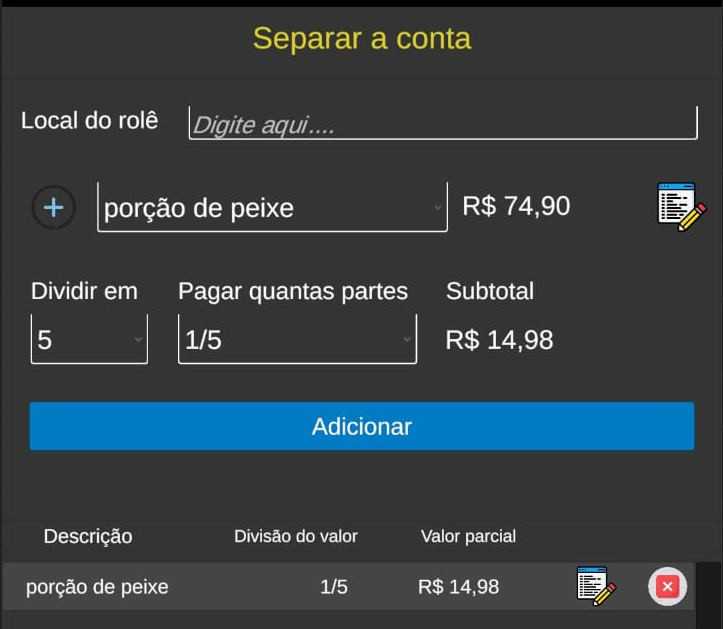 Separar a conta
Local do rolê Digite aqui....
porção de peixe R$ 74,90
Dividir em Pagar quantas partes Subtotal
5 1/5 R$ 14,98
Adicionar
Descrição Divisão do valor Valor parcial
porção de peixe 1/5 R$ 14,98